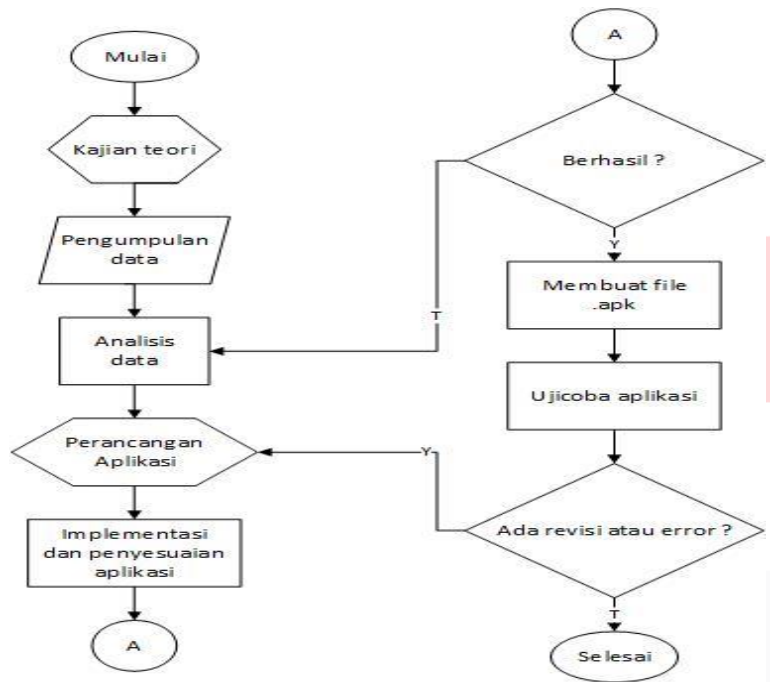 Mulai
Kajian teori
Pengumpulan
data
Analisis
data
Perancangan
Aplikasi
Implementasi
dan penyesuaian
aplikasi
A
A
Berhasil ?
T
Y
Membuat file
.apk
Ujicoba aplikasi
Y
Ada revisi atau error ?
T
Selesai